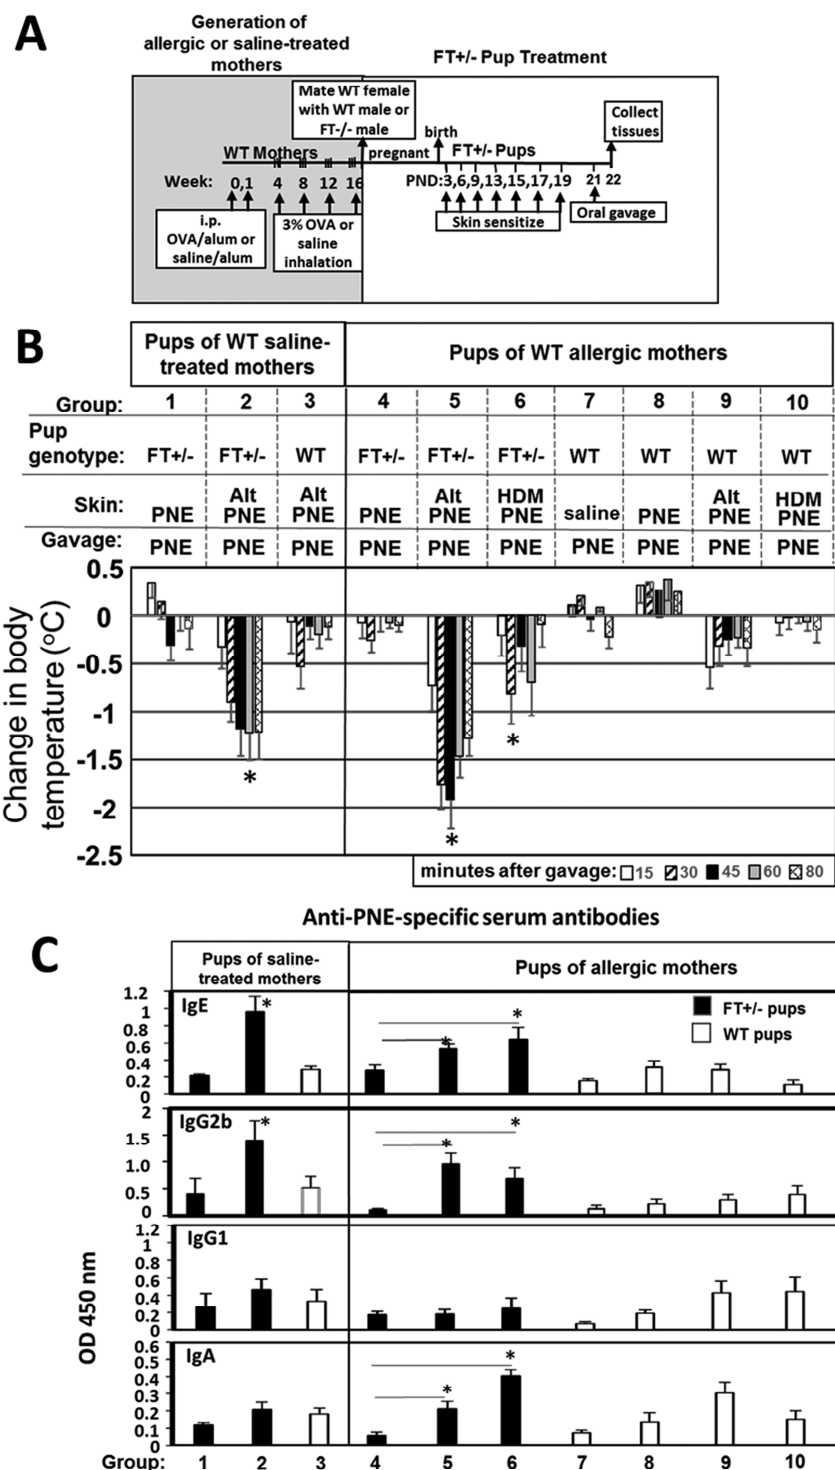 A
Generation of
allergic or saline-treated
mothers
FT+/- Pup Treatment
Mate WT female
with WT male or
FT-/- male
Collect
tissues
birth
WT Mothers
pregnant
FT+/- Pups
Week: 0,1 4 8 12 16
PND:3,6,9,13,15,17,19 21 22
i.p.
OVA/alum or
saline/alum
3% OVA or
saline
inhalation
Skin sensitize
Oral gavage
B
Pups of WT saline-
treated mothers
Pups of WT allergic mothers
Group: 1 2 3 4 5 6 7 8 9 10
Pup
genotype: FT+/- FT+/- WT FT+/- FT+/- FT+/- WT WT WT WT
Alt Alt Alt HDM Alt HDM
Skin: PNE PNE PNE PNE PNE PNE saline PNE PNE PNE
Gavage: PNE PNE PNE PNE PNE PNE PNE PNE PNE PNE
Change in body
temperature (°C)
0.5
0
-0.5
-1
-1.5
-2
-2.5
*
*
*
minutes after gavage: 15 30 45 60 80
Anti-PNE-specific serum antibodies
C
Pups of saline-
treated mothers
Pups of allergic mothers
OD 450 nm
IgE
1.2
1
0.8
0.6
0.4
0.2
0
*
*
*
FT+/- pups
WT pups
IgG2b
2
1.5
1.0
0.5
0
*
*
*
IgG1
1.2
1
0.8
0.6
0.4
0.2
0
IgA
0.6
0.5
0.4
0.3
0.2
0.1
0
*
*
Group: 1 2 3 4 5 6 7 8 9 10